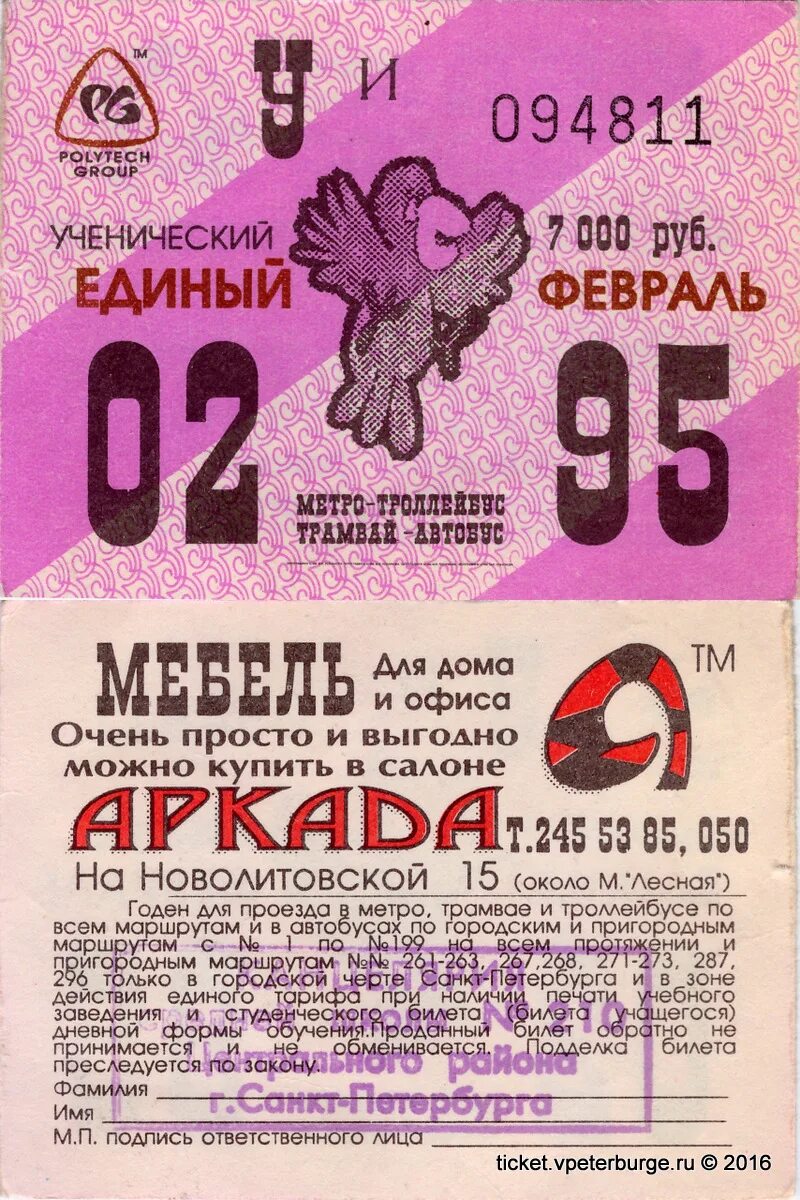 TM
PG
POLYTECH
GROUP
У И
094811
УЧЕНИЧЕСКИЙ
ЕДИНЫЙ
7 000 руб.
ФЕВРАЛЬ
02 95
МЕТРО-ТРОЛЛЕЙБУС
ТРАМВАЙ-АВТОБУС
МЕБЕЛЬ Для дома
и офиса
TM
Очень просто и выгодно
можно купить в салоне
АРКАДА Т.245 53 85, 050
На Новолитовской 15 (около М."Лесная")
Годен для проезда в метро, трамвае и троллейбусе по
всем маршрутам и в автобусах по городским и пригородным
маршрутам с № 1 по №199 на всем протяжении и
пригородным маршрутам №№ 261-263, 267,268, 271-273, 287,
296 только в городской черте Санкт-Петербурга и в зоне
действия единого тарифа при наличии печати учебного
заведения и студенческого билета (билета учащегося)
дневной формы обучения.Проданный билет обратно не
принимается и не обменивается. Подделка билета
преследуется по закону.
Фамилия
Имя
М.П. подпись ответственного лица
КАНЦЕЛЯРИЯ
средней школы № 210
Центрального района
г.Санкт-Петербурга
ticket.vpeterburge.ru © 2016